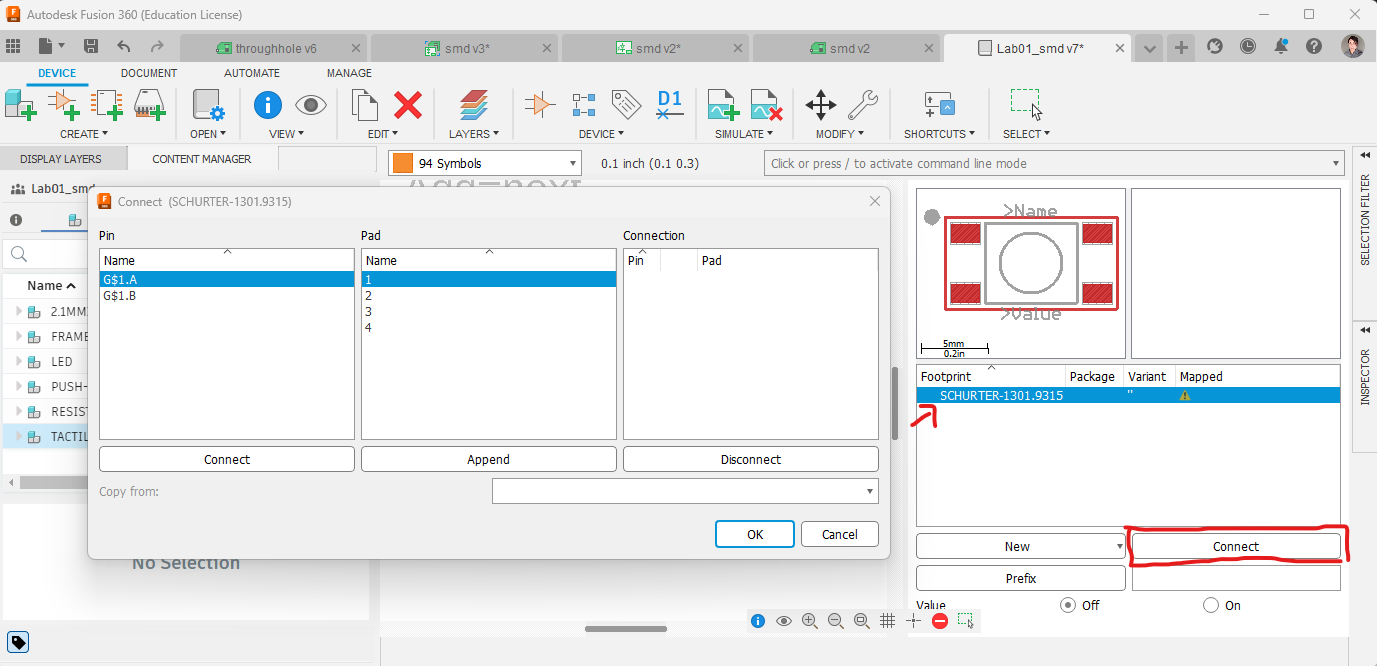 Autodesk Fusion 360 (Education License)
throughhole v6
smd v3*
smd v2*
smd v2
Lab01_smd v7*
DEVICE DOCUMENT AUTOMATE MANAGE
D1
CREATE OPEN VIEW EDIT LAYERS DEVICE SIMULATE MODIFY SHORTCUTS SELECT
DISPLAY LAYERS CONTENT MANAGER
94 Symbols
0.1 inch (0.1 0.3)
Click or press / to activate command line mode
Lab01_smd
Name
2.1MM
FRAME
LED
PUSH-
RESIST
TACTIL
No Selection
Connect (SCHURTER-1301.9315)
Pin Pad Connection
Name Name Pin Pad
G$1.A 1
G$1.B 2
3
4
Connect Append Disconnect
Copy from:
OK Cancel
>Name
>Value
5mm
0.2in
Footprint Package Variant Mapped
SCHURTER-1301.9315 ''
New Connect
Prefix
Value Off On
SELECTION FILTER
INSPECTOR